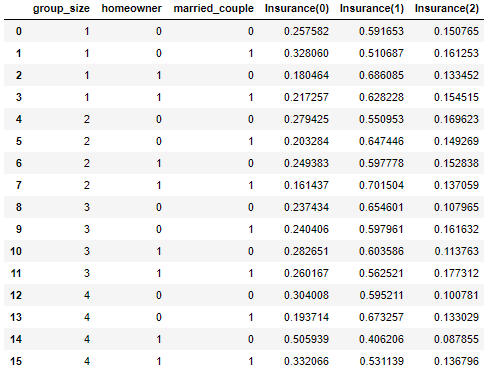 group_size homeowner married_couple Insurance(0) Insurance(1) Insurance(2)
0 1 0 0 0.257582 0.591653 0.150765
1 1 0 1 0.328060 0.510687 0.161253
2 1 1 0 0.180464 0.686085 0.133452
3 1 1 1 0.217257 0.628228 0.154515
4 2 0 0 0.279425 0.550953 0.169623
5 2 0 1 0.203284 0.647446 0.149269
6 2 1 0 0.249383 0.597778 0.152838
7 2 1 1 0.161437 0.701504 0.137059
8 3 0 0 0.237434 0.654601 0.107965
9 3 0 1 0.240406 0.597961 0.161632
10 3 1 0 0.282651 0.603586 0.113763
11 3 1 1 0.260167 0.562521 0.177312
12 4 0 0 0.304008 0.595211 0.100781
13 4 0 1 0.193714 0.673257 0.133029
14 4 1 0 0.505939 0.406206 0.087855
15 4 1 1 0.332066 0.531139 0.136796